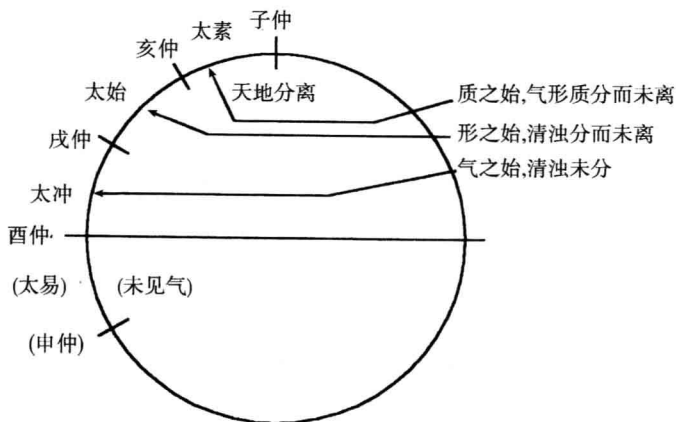 子仲
太素
亥仲
太始
天地分离
质之始,气形质分而未离
形之始,清浊分而未离
戌仲
气之始,清浊未分
太冲
酉仲
(太易)
(未见气)
(申仲)